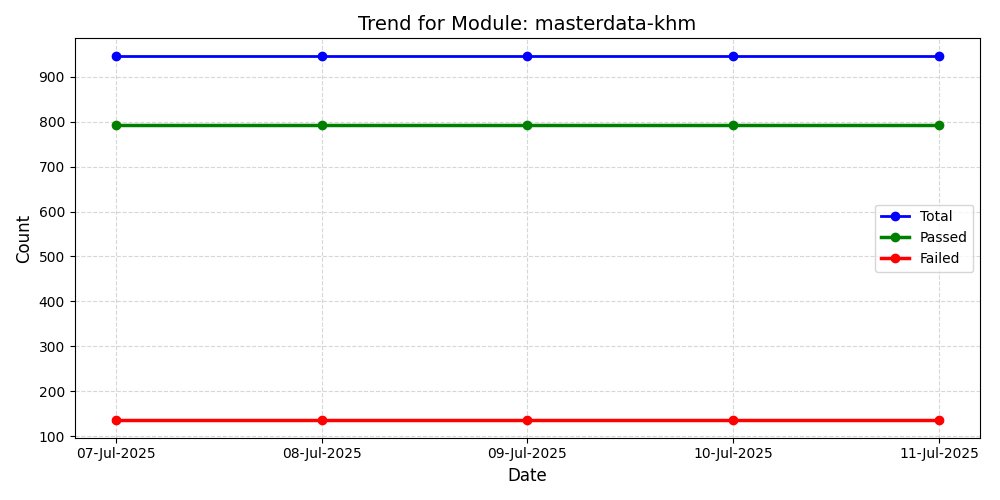 Trend for Module: masterdata-khm
Count
900
800
700
600
500
400
300
200
100
Total
Passed
Failed
07-Jul-2025 08-Jul-2025 09-Jul-2025 10-Jul-2025 11-Jul-2025
Date